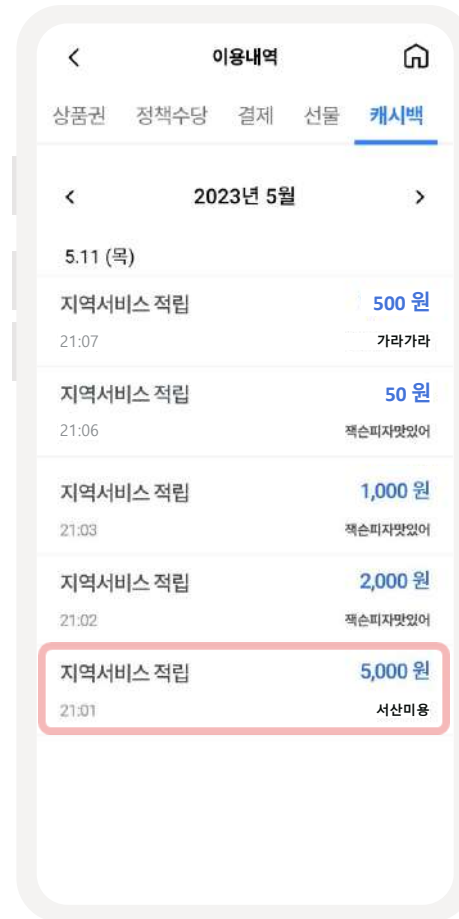 이용내역
상품권 정책수당 결제 선물 캐시백
2023년 5월
5.11 (목)
지역서비스 적립 500 원
21:07 가라가라
지역서비스 적립 50 원
21:06 잭슨피자맛있어
지역서비스 적립 1,000 원
21:03 잭슨피자맛있어
지역서비스 적립 2,000 원
21:02 잭슨피자맛있어
지역서비스 적립 5,000 원
21:01 서산미용